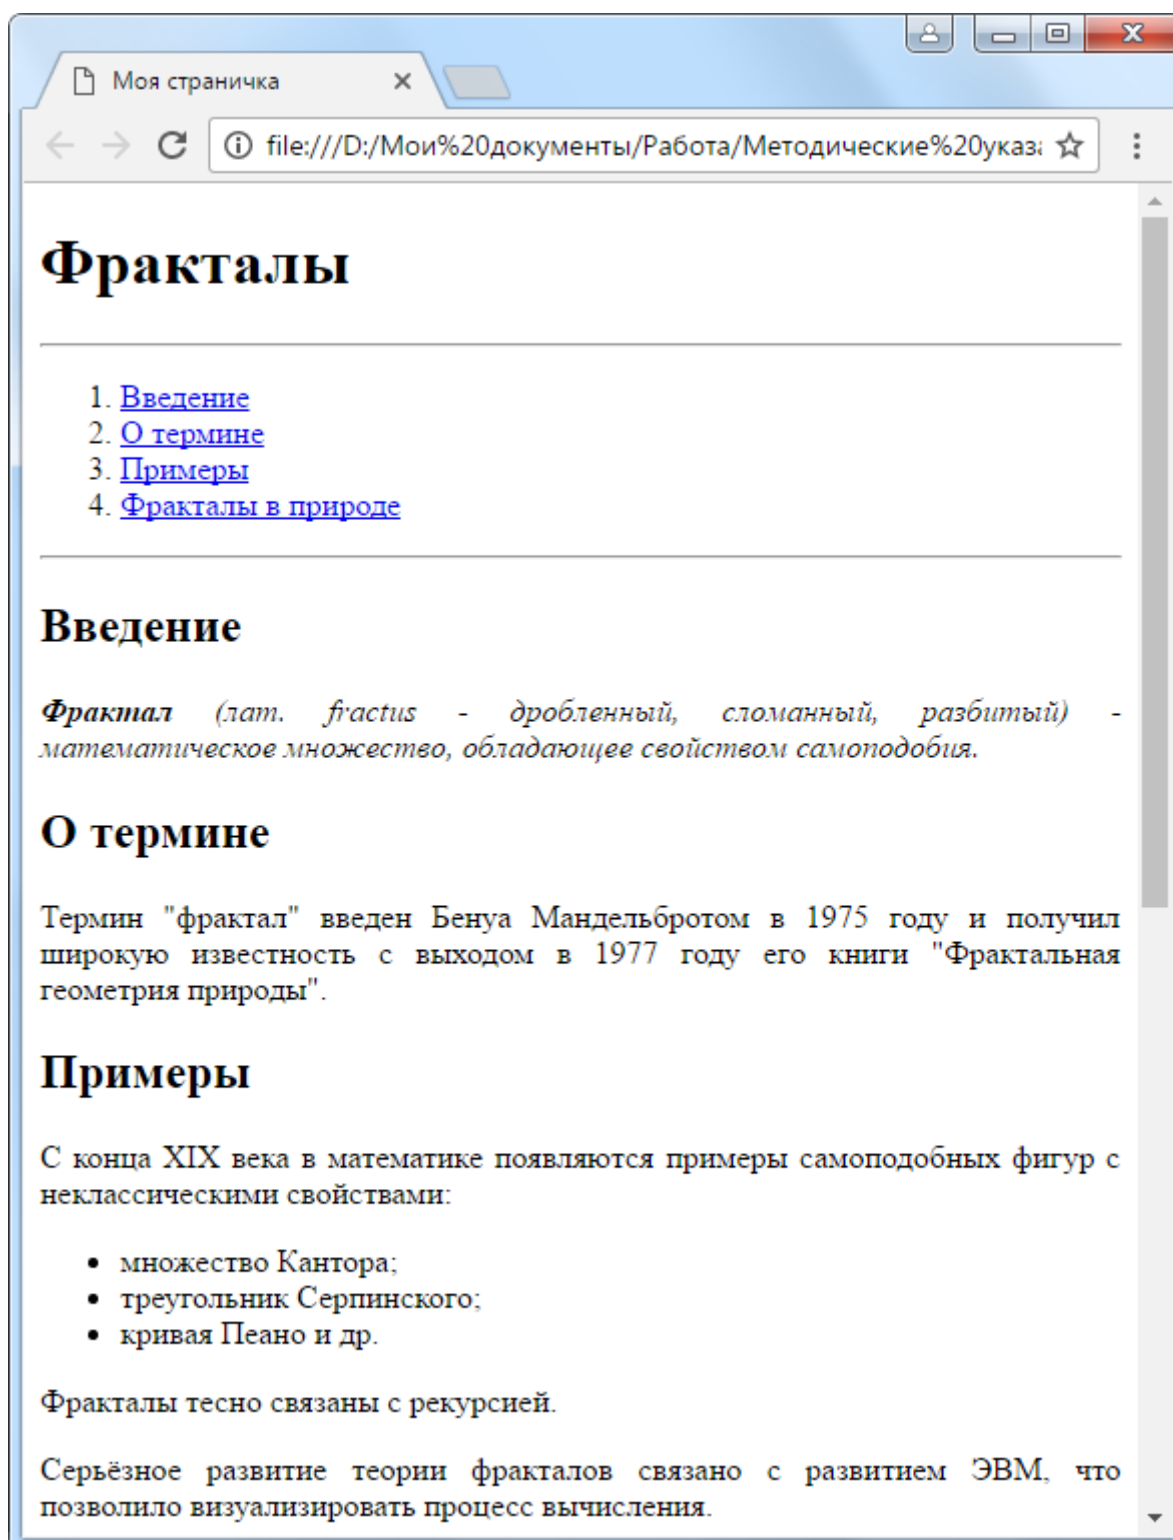 Моя страничка
file:///D:/Мои%20документы/Работа/Методические%20указа
Фракталы
1. Введение
2. О термине
3. Примеры
4. Фракталы в природе
Введение
Фрактал (лат. fractus - дробленный, сломанный, разбитый) -
математическое множество, обладающее свойством самоподобия.
О термине
Термин "фрактал" введен Бенуа Мандельбротом в 1975 году и получил
широкую известность с выходом в 1977 году его книги "Фрактальная
геометрия природы".
Примеры
С конца XIX века в математике появляются примеры самоподобных фигур с
неклассическими свойствами:
• множество Кантора;
• треугольник Серпинского;
• кривая Пеано и др.
Фракталы тесно связаны с рекурсией.
Серьёзное развитие теории фракталов связано с развитием ЭВМ, что
позволило визуализировать процесс вычисления.